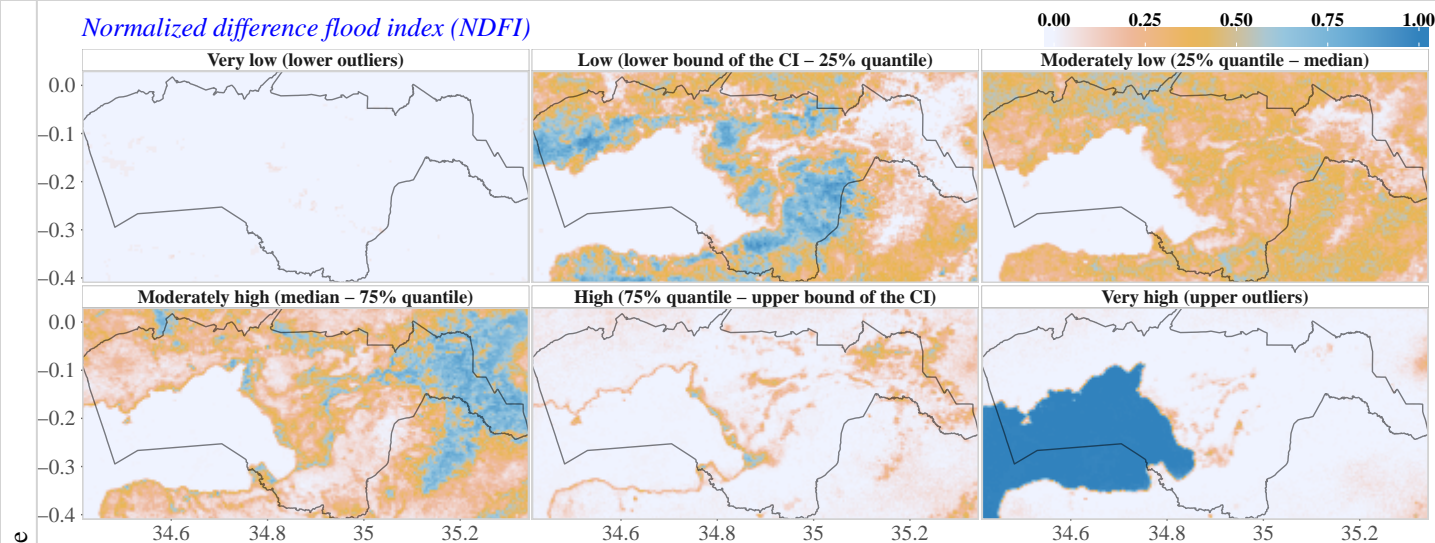 Normalized difference flood index (NDFI)
0.00 0.25 0.50 0.75 1.00
Very low (lower outliers) Low (lower bound of the CI − 25% quantile) Moderately low (25% quantile − median)
0.0
−0.1
−0.2
−0.3
−0.4
Moderately high (median − 75% quantile) High (75% quantile − upper bound of the CI) Very high (upper outliers)
0.0
−0.1
−0.2
−0.3
−0.4
34.6 34.8 35 35.2 34.6 34.8 35 35.2 34.6 34.8 35 35.2
e